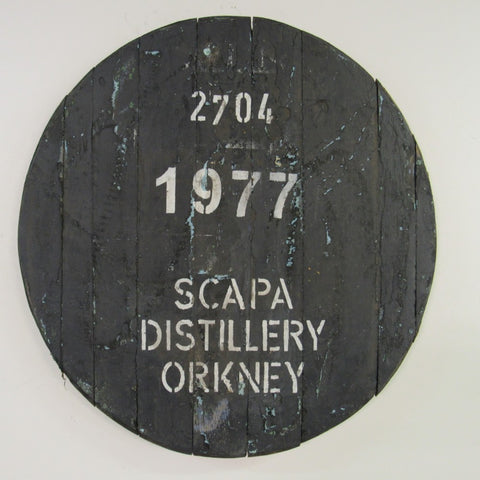 2704
1977
SCAPA
DISTILLERY
ORKNEY